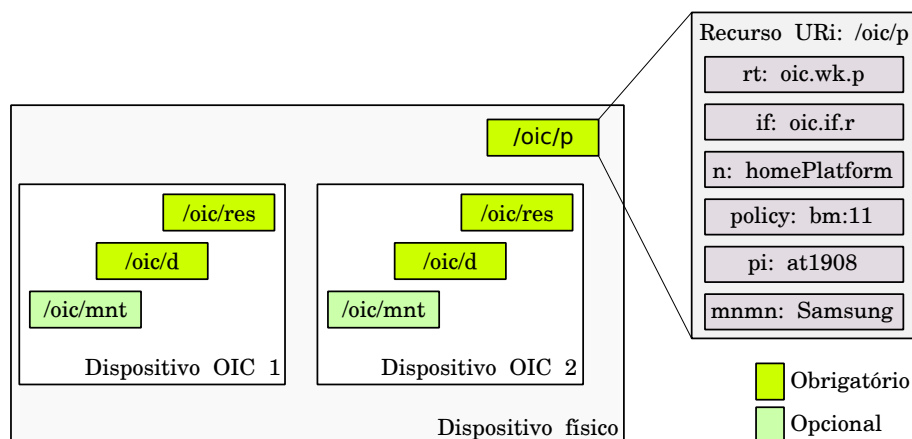 Recurso URi: /oic/p
rt: oic.wk.p
if: oic.if.r
n: homePlatform
policy: bm:11
pi: at1908
mnmn: Samsung
/oic/p
/oic/res
/oic/d
/oic/mnt
Dispositivo OIC 1
/oic/res
/oic/d
/oic/mnt
Dispositivo OIC 2
Dispositivo físico
Obrigatório
Opcional